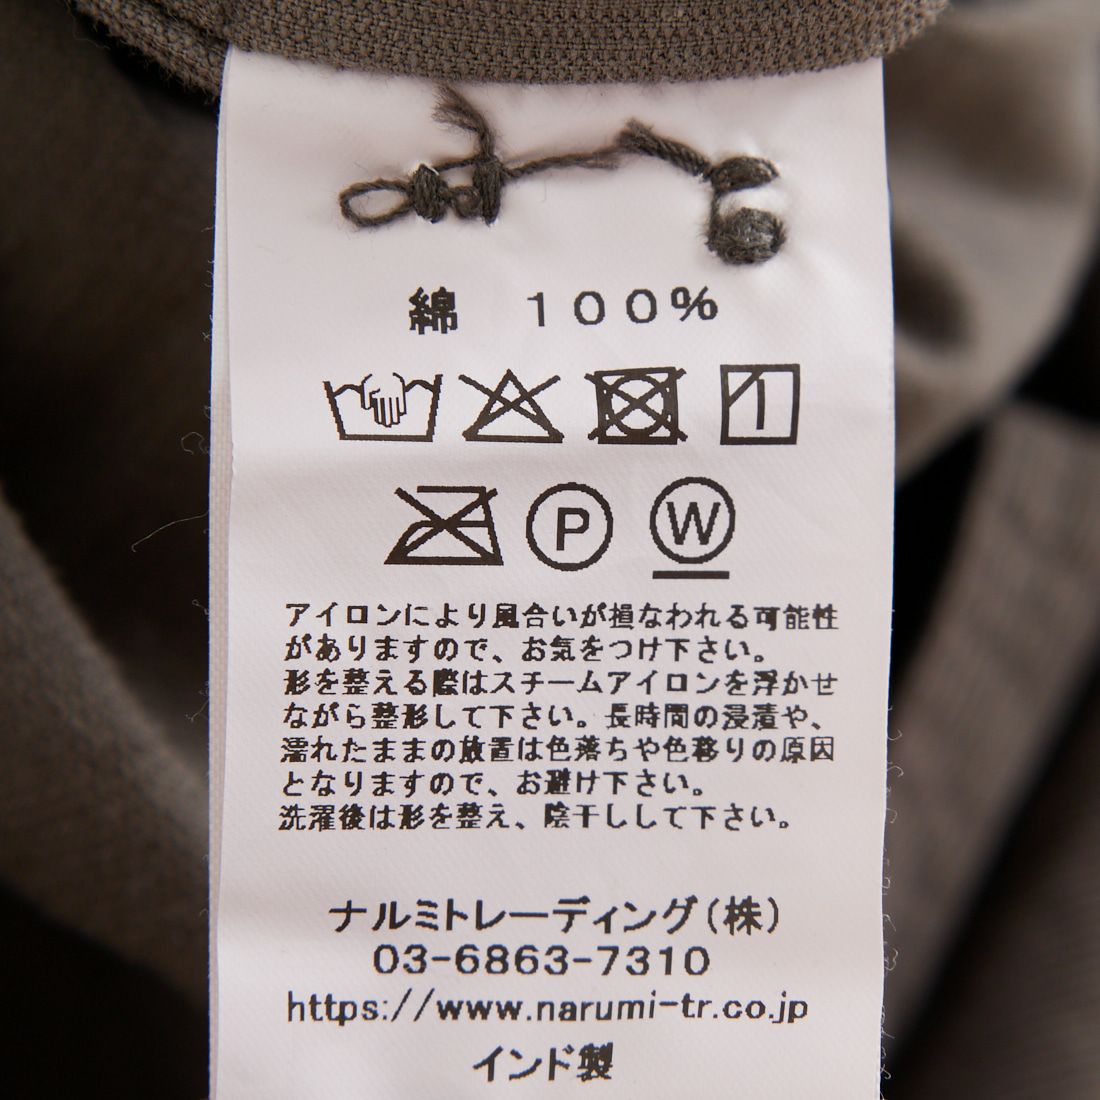 綿 100%
P W
アイロンにより風合いが損なわれる可能性
がありますので、お気をつけ下さい。
形を整える際はスチームアイロンを浮かせ
ながら整形して下さい。長時間の浸漬や、
濡れたままの放置は色落ちや色移りの原因
となりますので、お避け下さい。
洗濯後は形を整え、陰干しして下さい。
ナルミトレーディング(株)
03-6863-7310
https://www.narumi-tr.co.jp
インド製